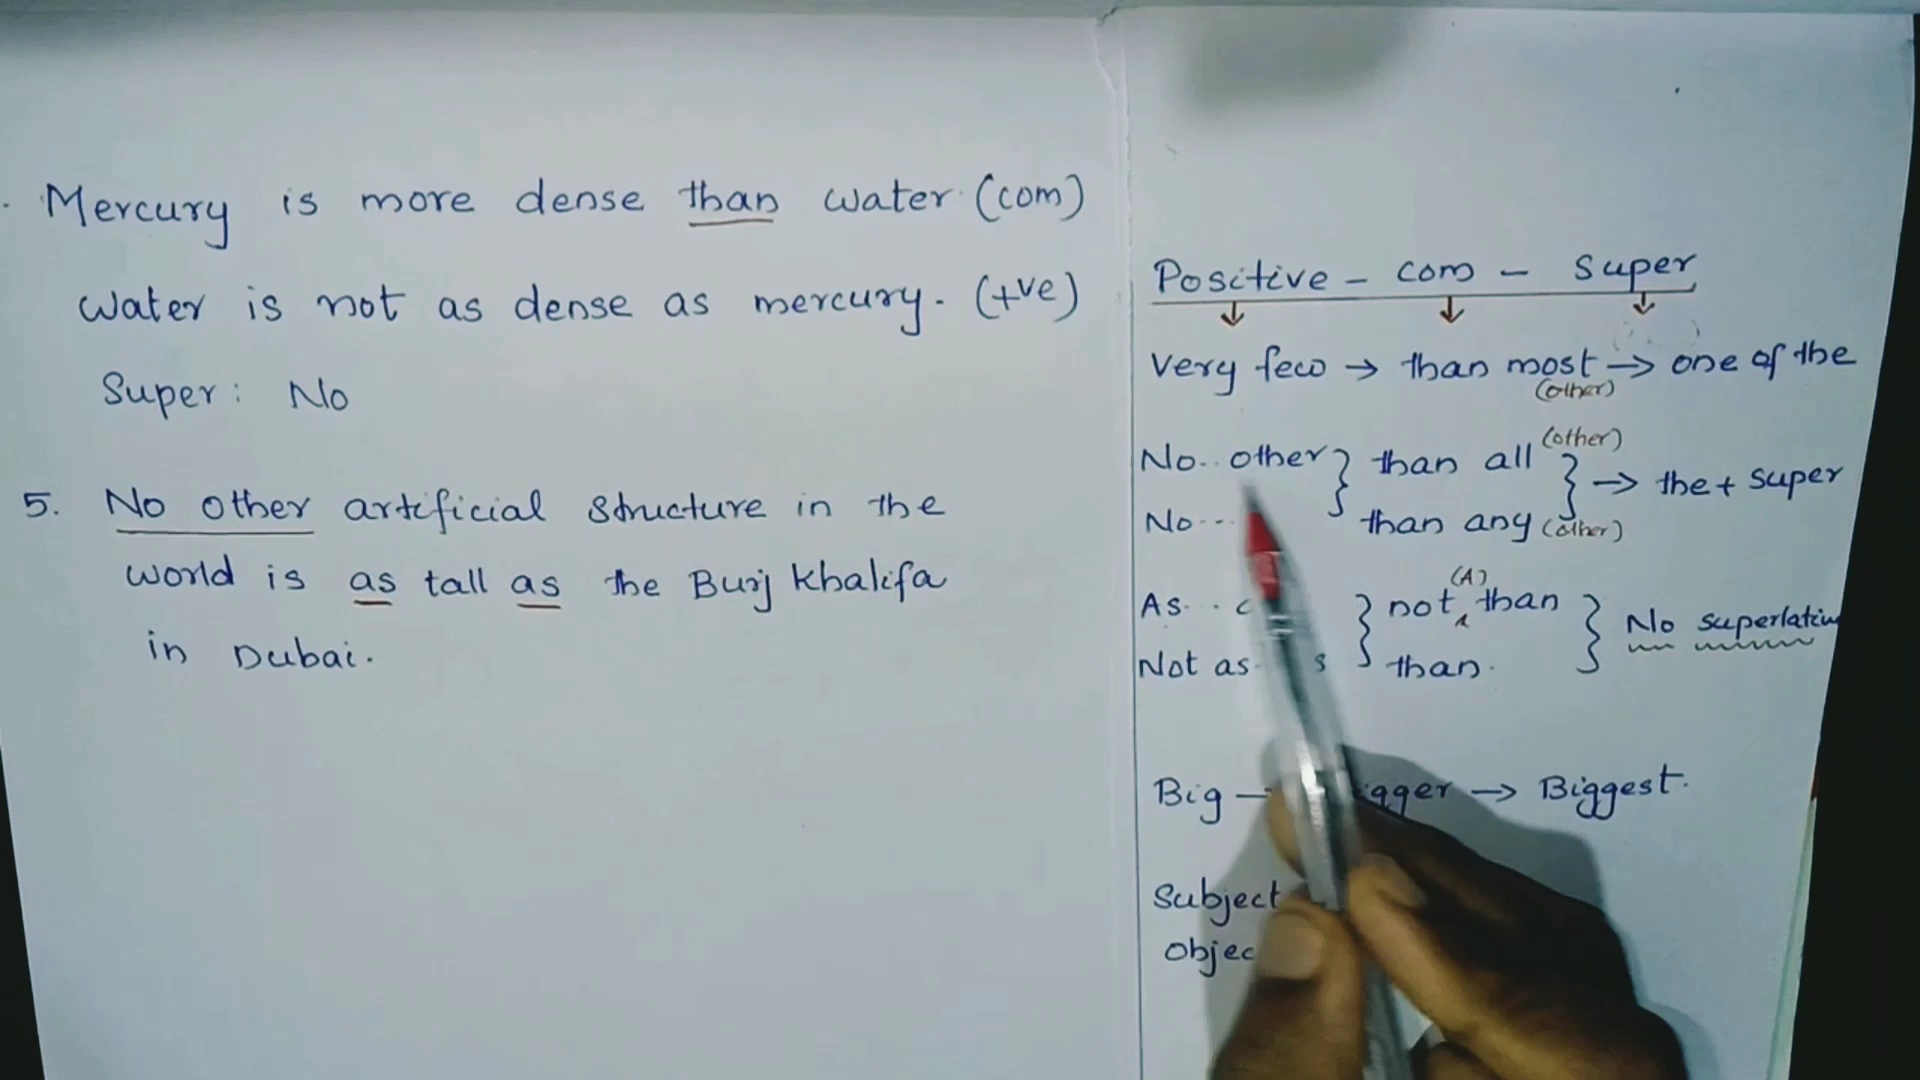 Mercury is more dense than water (com)
Water is not as dense as mercury. (+ve)
Super: No
5. No other artificial structure in the
world is as tall as the Burj Khalifa
in Dubai.
Positive - com - Super
Very few → than most → one of the
(other)
No.. other } than all (other) } → the + super
No... than any (other)
As... } not (A) than } No superlative
Not as } than.
Big → → Biggest.
Subject